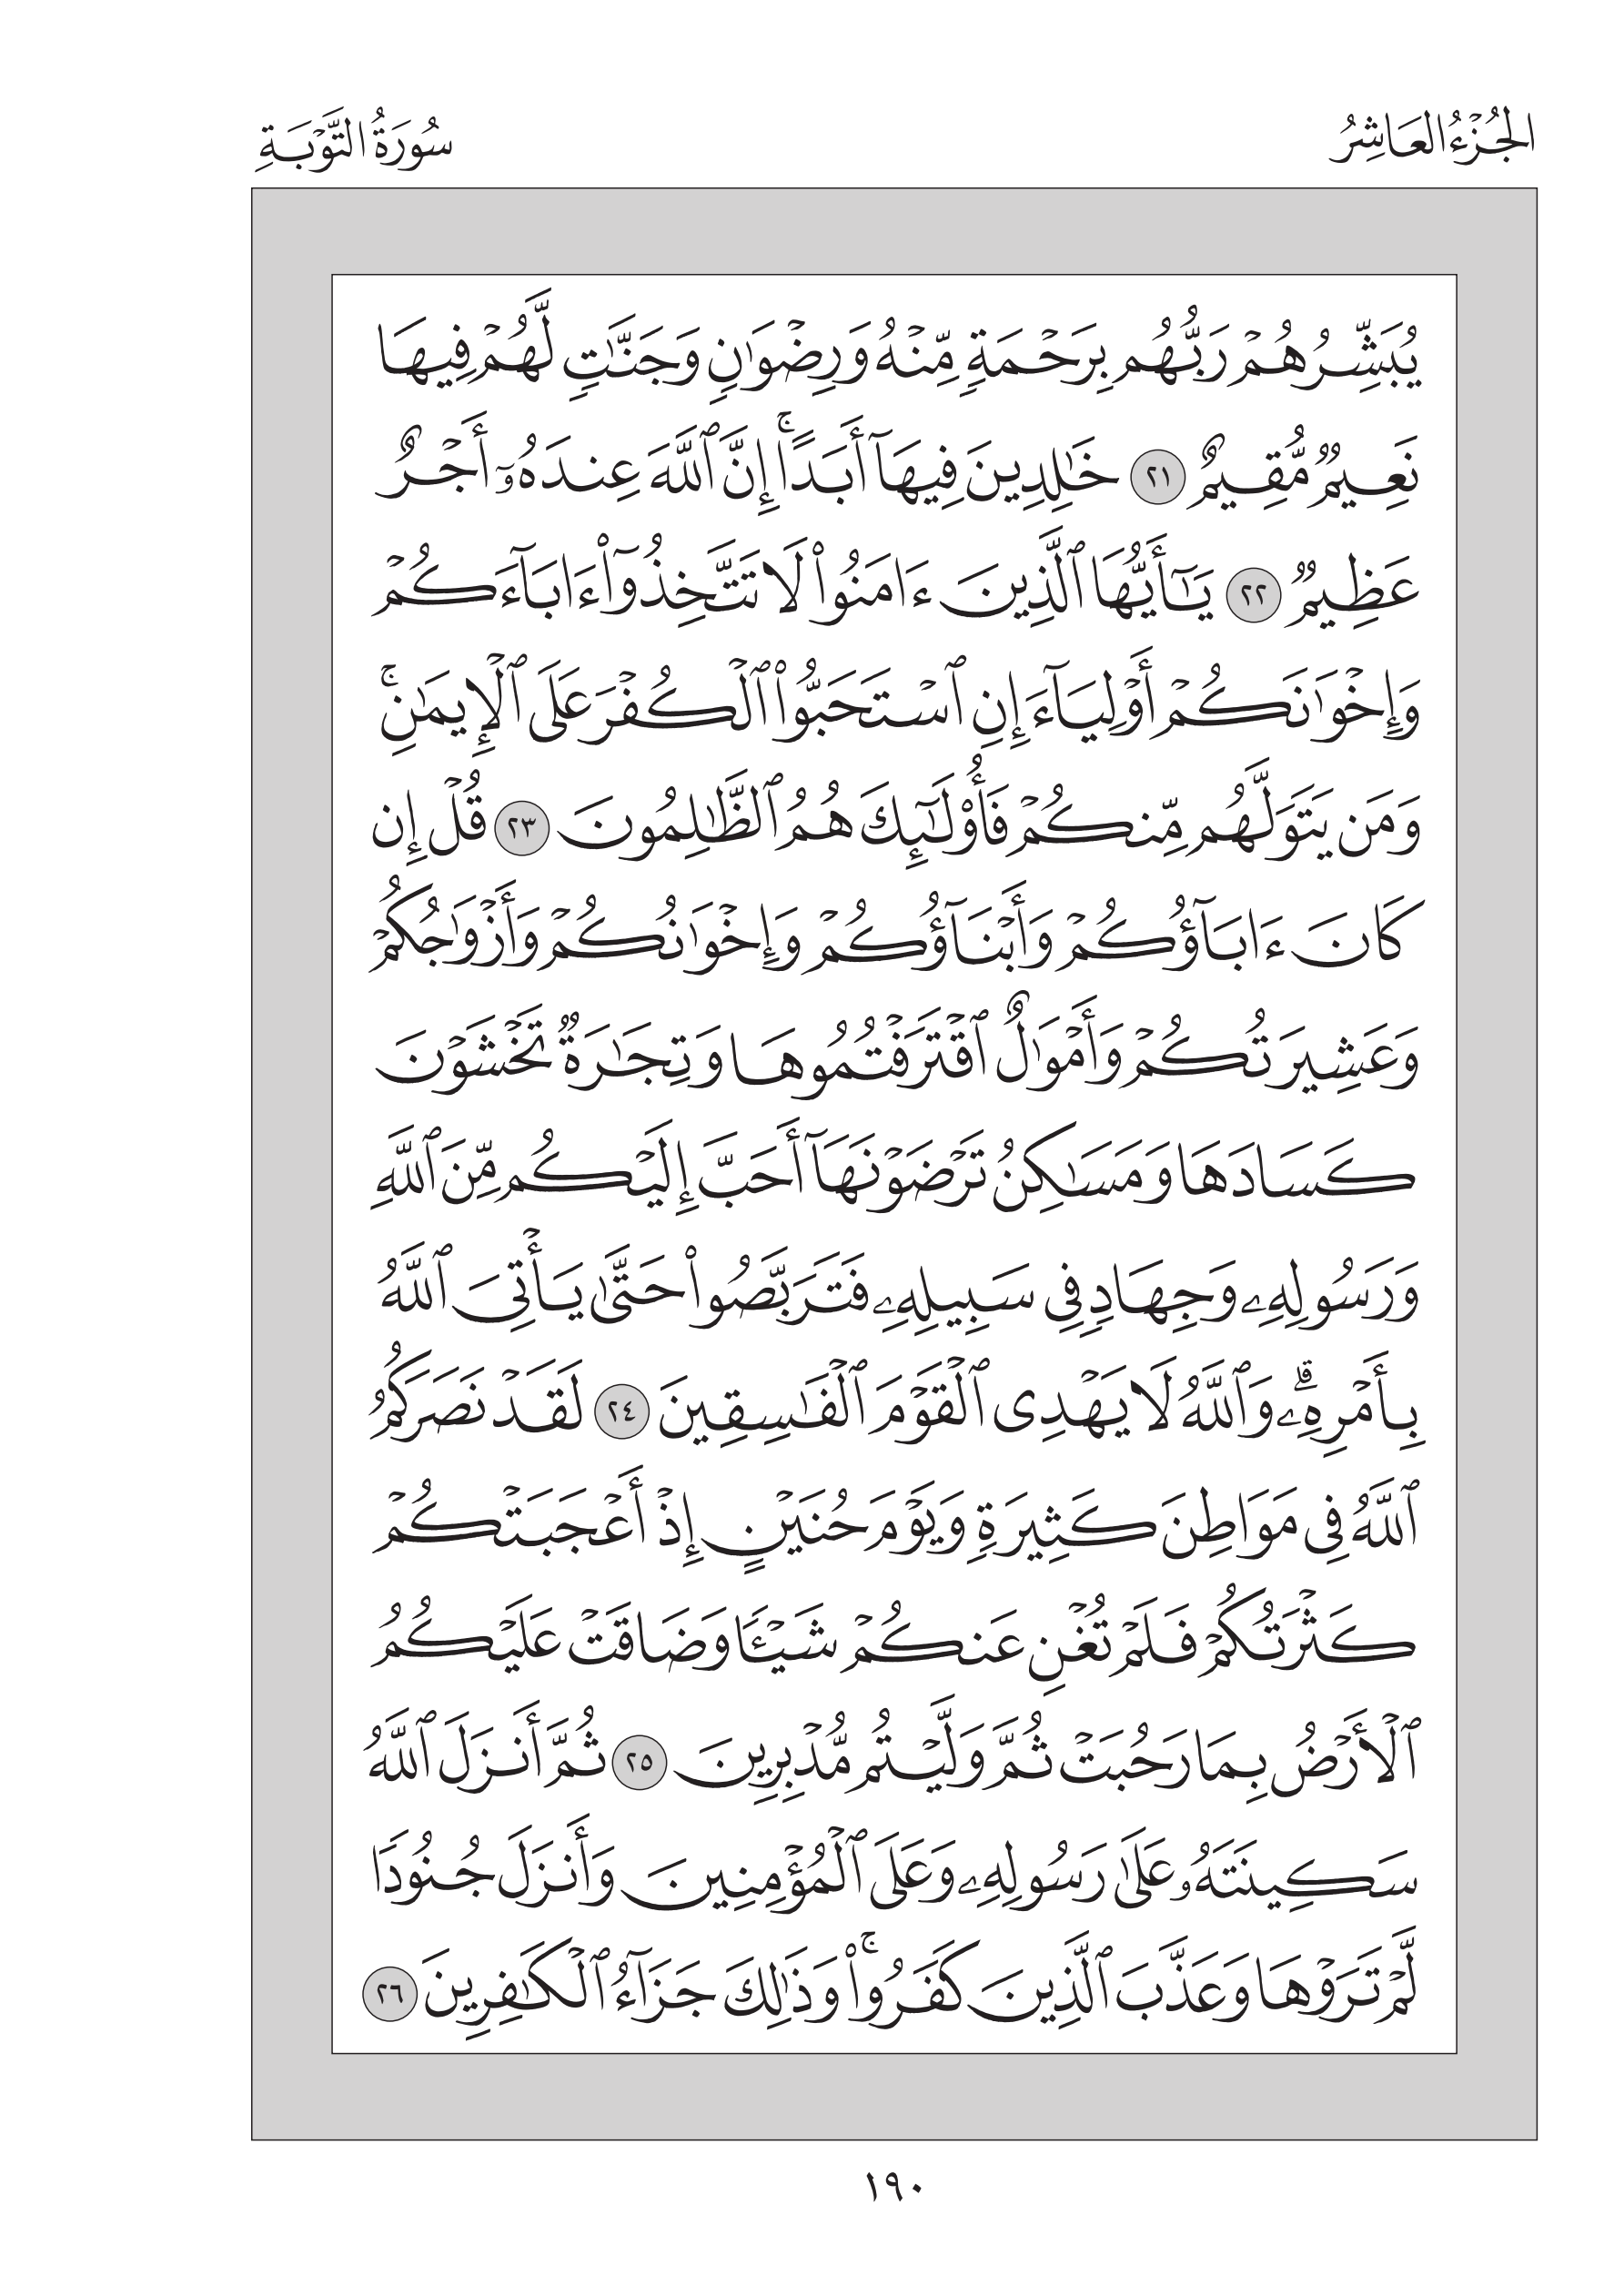 الجُزْءُ العَاشِرُ
سُورَةُ التَّوْبَةِ
يُبَشِّرُهُمۡ رَبُّهُم بِرَحۡمَةٖ مِّنۡهُ وَرِضۡوَٰنٖ وَجَنَّٰتٖ لَّهُمۡ فِيهَا
نَعِيمٞ مُّقِيمٌ ٢١ خَٰلِدِينَ فِيهَآ أَبَدًاۚ إِنَّ ٱللَّهَ عِندَهُۥٓ أَجۡرٌ
عَظِيمٞ ٢٢ يَٰٓأَيُّهَا ٱلَّذِينَ ءَامَنُواْ لَا تَتَّخِذُوٓاْ ءَابَآءَكُمۡ
وَإِخۡوَٰنَكُمۡ أَوۡلِيَآءَ إِنِ ٱسۡتَحَبُّواْ ٱلۡكُفۡرَ عَلَى ٱلۡإِيمَٰنِۚ
وَمَن يَتَوَلَّهُم مِّنكُمۡ فَأُوْلَٰٓئِكَ هُمُ ٱلظَّٰلِمُونَ ٢٣ قُلۡ إِن
كَانَ ءَابَآؤُكُمۡ وَأَبۡنَآؤُكُمۡ وَإِخۡوَٰنُكُمۡ وَأَزۡوَٰجُكُمۡ
وَعَشِيرَتُكُمۡ وَأَمۡوَٰلٌ ٱقۡتَرَفۡتُمُوهَا وَتِجَٰرَةٞ تَخۡشَوۡنَ
كَسَادَهَا وَمَسَٰكِنُ تَرۡضَوۡنَهَآ أَحَبَّ إِلَيۡكُم مِّنَ ٱللَّهِ
وَرَسُولِهِۦ وَجِهَادٖ فِي سَبِيلِهِۦ فَتَرَبَّصُواْ حَتَّىٰ يَأۡتِيَ ٱللَّهُ
بِأَمۡرِهِۦۗ وَٱللَّهُ لَا يَهۡدِي ٱلۡقَوۡمَ ٱلۡفَٰسِقِينَ ٢٤ لَقَدۡ نَصَرَكُمُ
ٱللَّهُ فِي مَوَاطِنَ كَثِيرَةٖ وَيَوۡمَ حُنَيۡنٍ إِذۡ أَعۡجَبَتۡكُمۡ
كَثۡرَتُكُمۡ فَلَمۡ تُغۡنِ عَنكُمۡ شَيۡـٔٗا وَضَاقَتۡ عَلَيۡكُمُ
ٱلۡأَرۡضُ بِمَا رَحُبَتۡ ثُمَّ وَلَّيۡتُم مُّدۡبِرِينَ ٢٥ ثُمَّ أَنزَلَ ٱللَّهُ
سَكِينَتَهُۥ عَلَىٰ رَسُولِهِۦ وَعَلَى ٱلۡمُؤۡمِنِينَ وَأَنزَلَ جُنُودٗا
لَّمۡ تَرَوۡهَا وَعَذَّبَ ٱلَّذِينَ كَفَرُواْۚ وَذَٰلِكَ جَزَآءُ ٱلۡكَٰفِرِينَ ٢٦
١٩٠